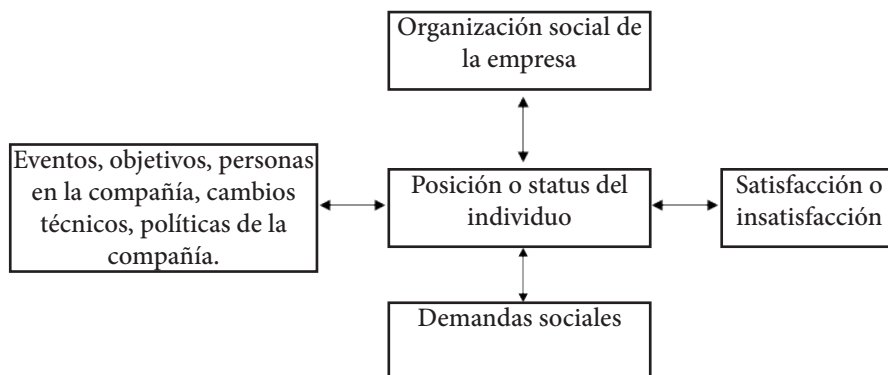 Organización social de
la empresa
Eventos, objetivos, personas
en la compañía, cambios
técnicos, políticas de la
compañía.
Posición o status del
individuo
Satisfacción o
insatisfacción
Demandas sociales